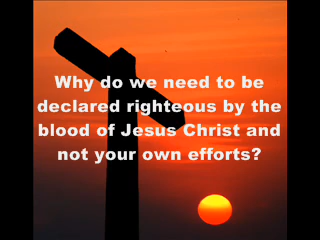 Why do we need to be
declared righteous by the
blood of Jesus Christ and
not your own efforts?